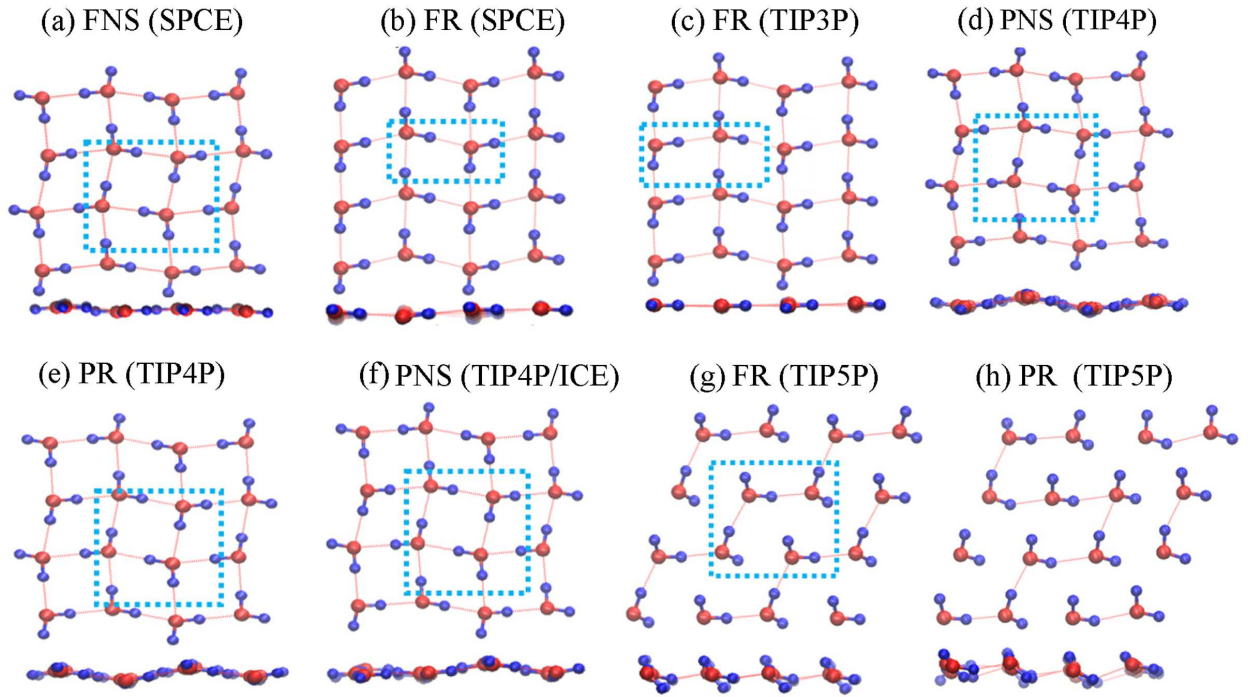 (a) FNS (SPCE)
(b) FR (SPCE)
(c) FR (TIP3P)
(d) PNS (TIP4P)
(e) PR (TIP4P)
(f) PNS (TIP4P/ICE)
(g) FR (TIP5P)
(h) PR (TIP5P)